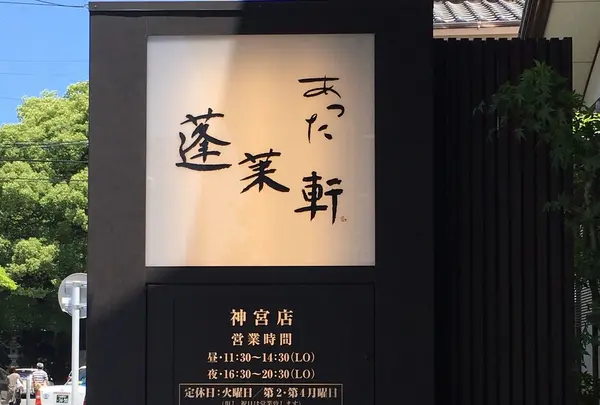 あつた
蓬莱軒
神宮店
営業時間
昼・11:30～14:30(LO)
夜・16:30～20:30(LO)
定休日：火曜日／第2・第4月曜日